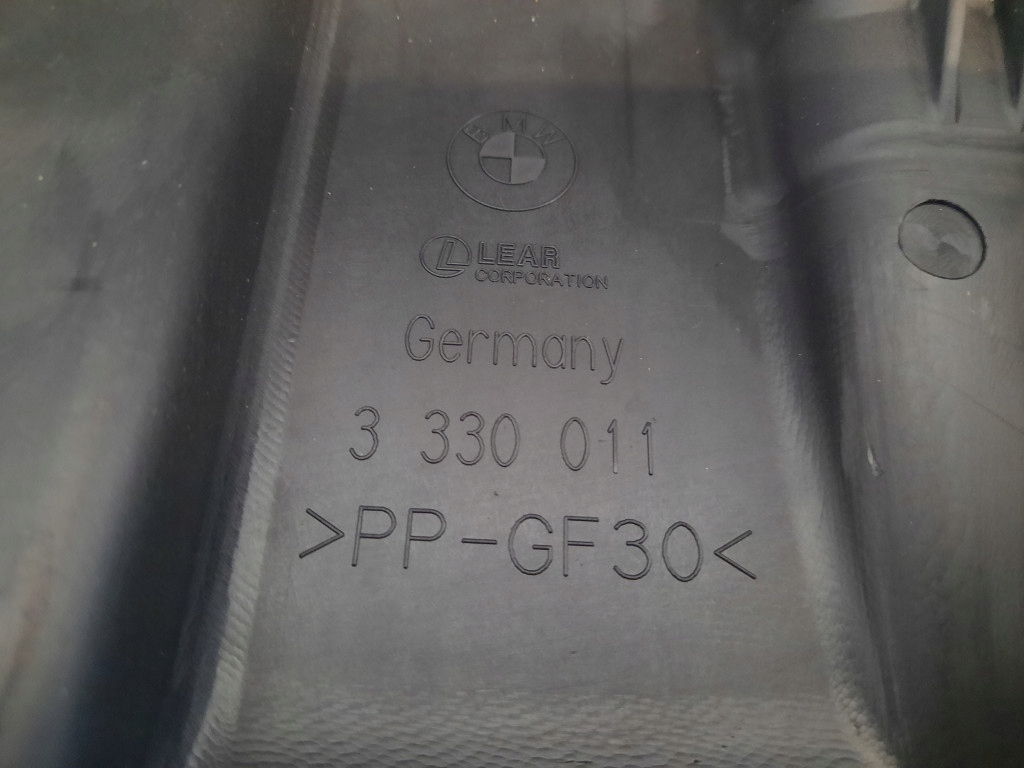 BMW
L LEAR
CORPORATION
Germany
3 330 011
>PP-GF30<